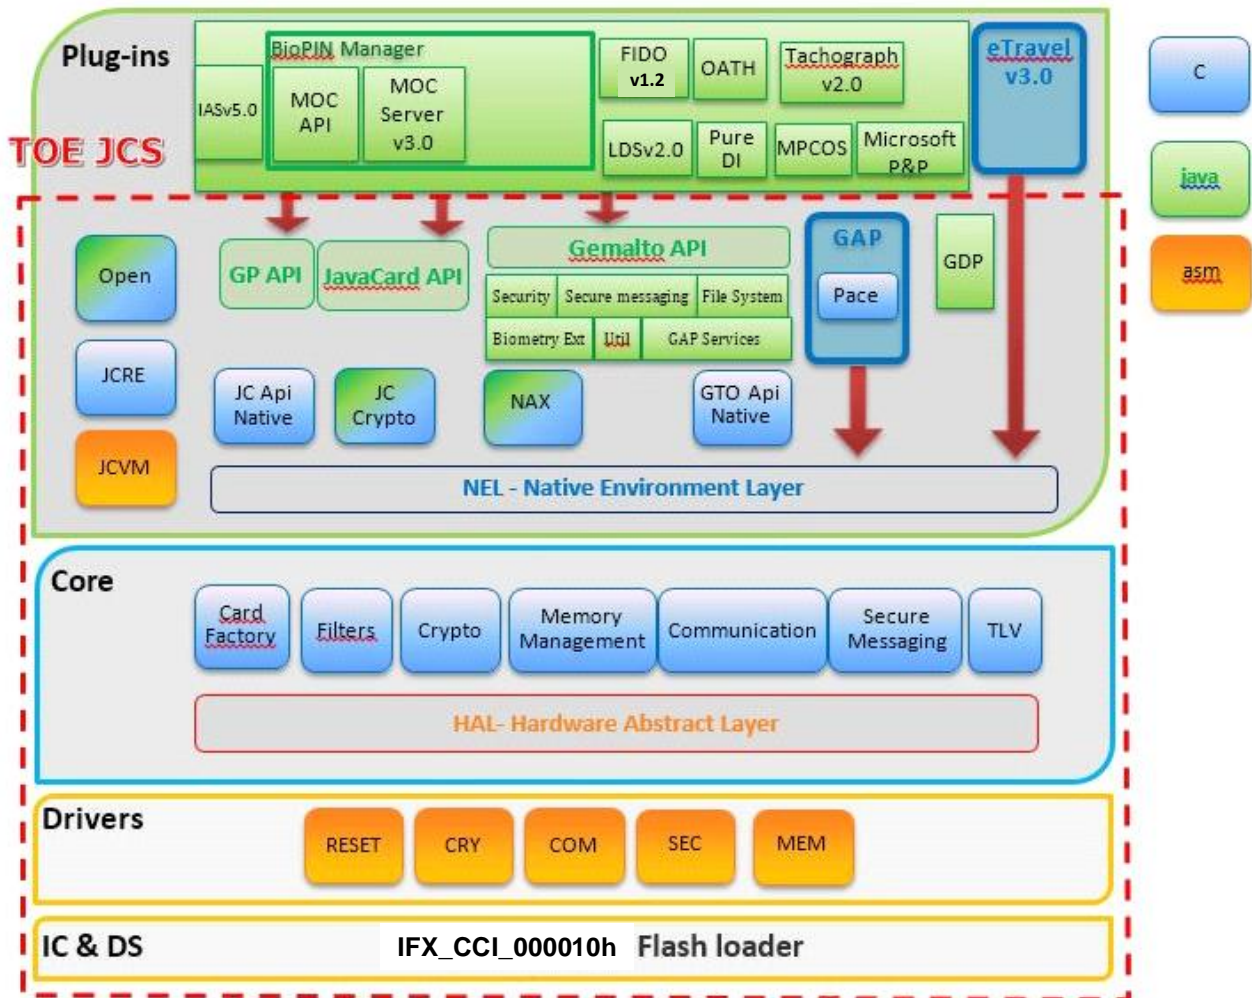 Plug-ins
BioPIN Manager
IASv5.0
MOC
API
MOC
Server
v3.0
FIDO
v1.2
OATH
Tachograph
v2.0
LDSv2.0
Pure
DI
MPCOS
Microsoft
P&P
eTravel
v3.0
C
java
asm
TOE JCS
Open
GP API
JavaCard API
Gemalto API
Security
Secure messaging
File System
Biometry Ext
Util
GAP Services
GAP
Pace
GDP
JCRE
JC Api
Native
JC
Crypto
NAX
GTO Api
Native
JCVM
NEL - Native Environment Layer
Core
Card
Factory
Filters
Crypto
Memory
Management
Communication
Secure
Messaging
TLV
HAL- Hardware Abstract Layer
Drivers
RESET
CRY
COM
SEC
MEM
IC & DS
IFX_CCI_000010h Flash loader